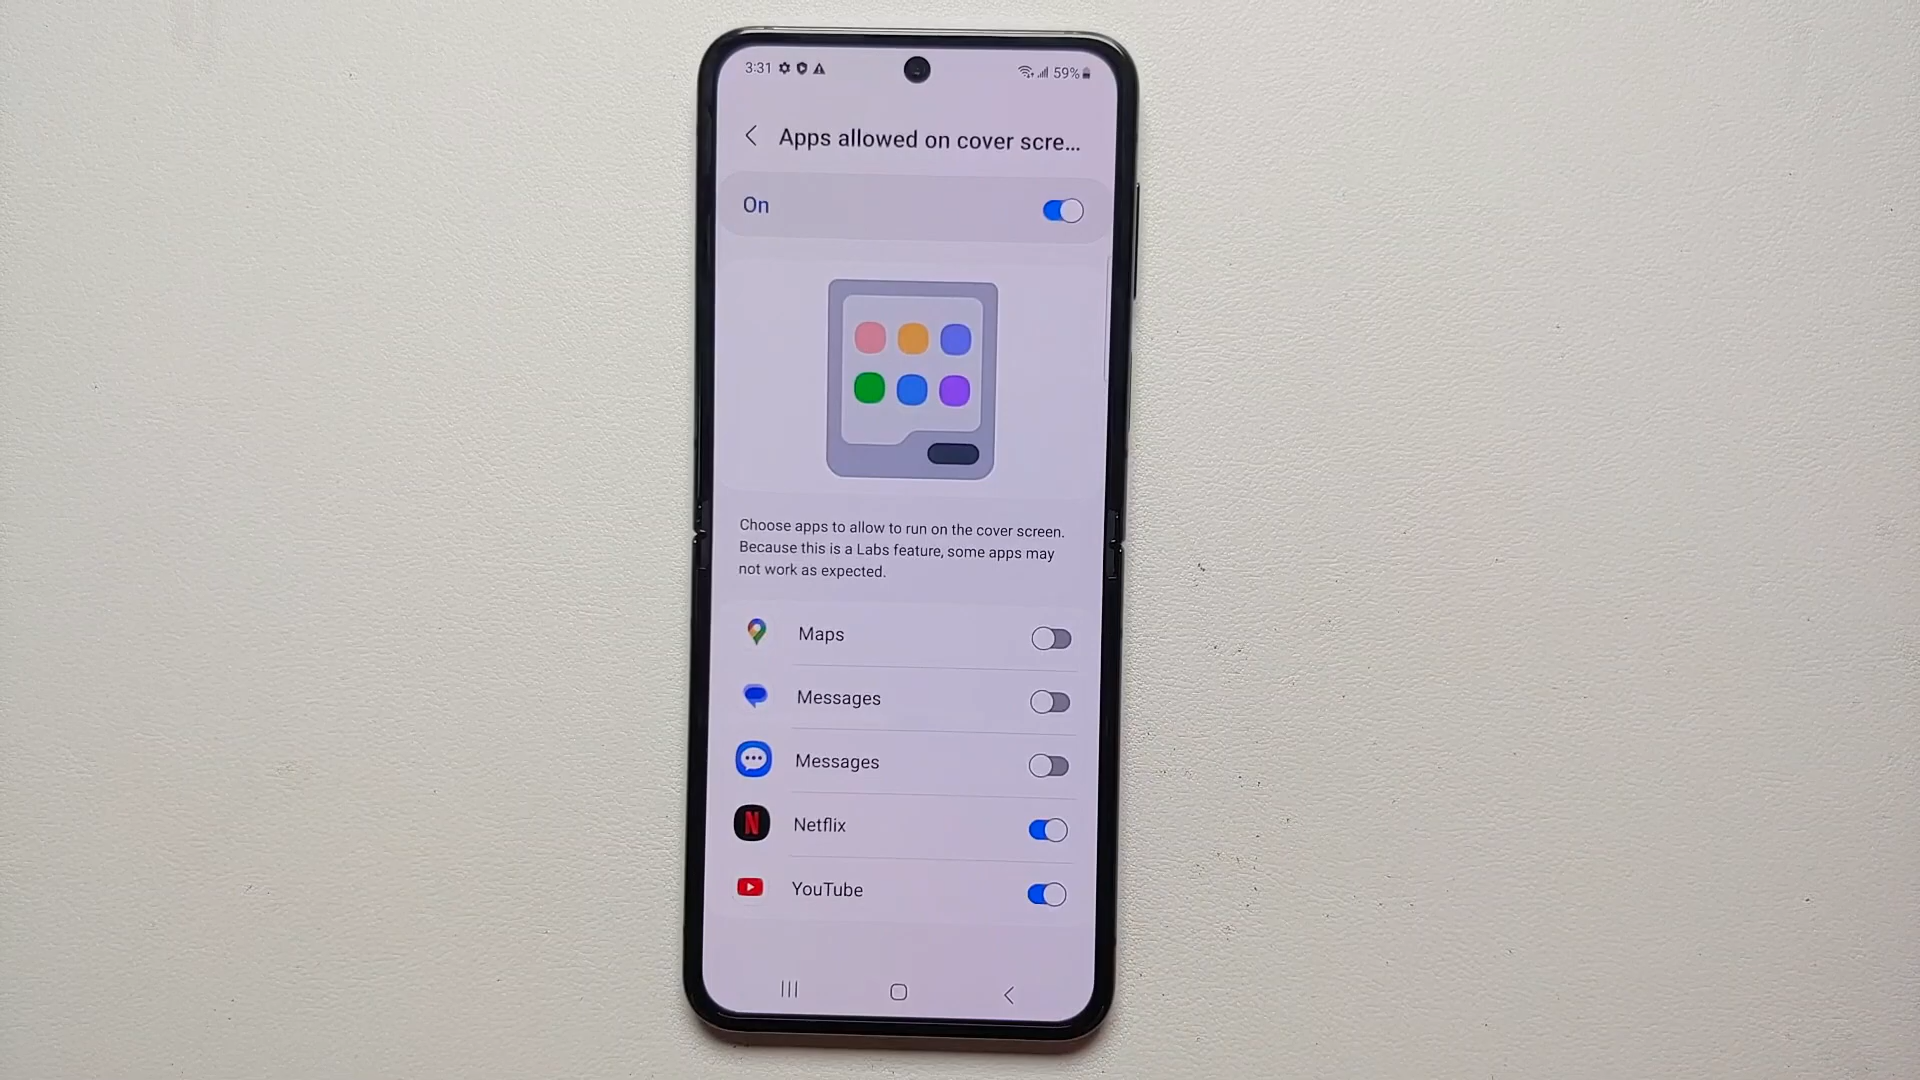 3:31
59%
Apps allowed on cover scre...
On
Choose apps to allow to run on the cover screen.
Because this is a Labs feature, some apps may
not work as expected.
Maps
Messages
Messages
N
Netflix
YouTube